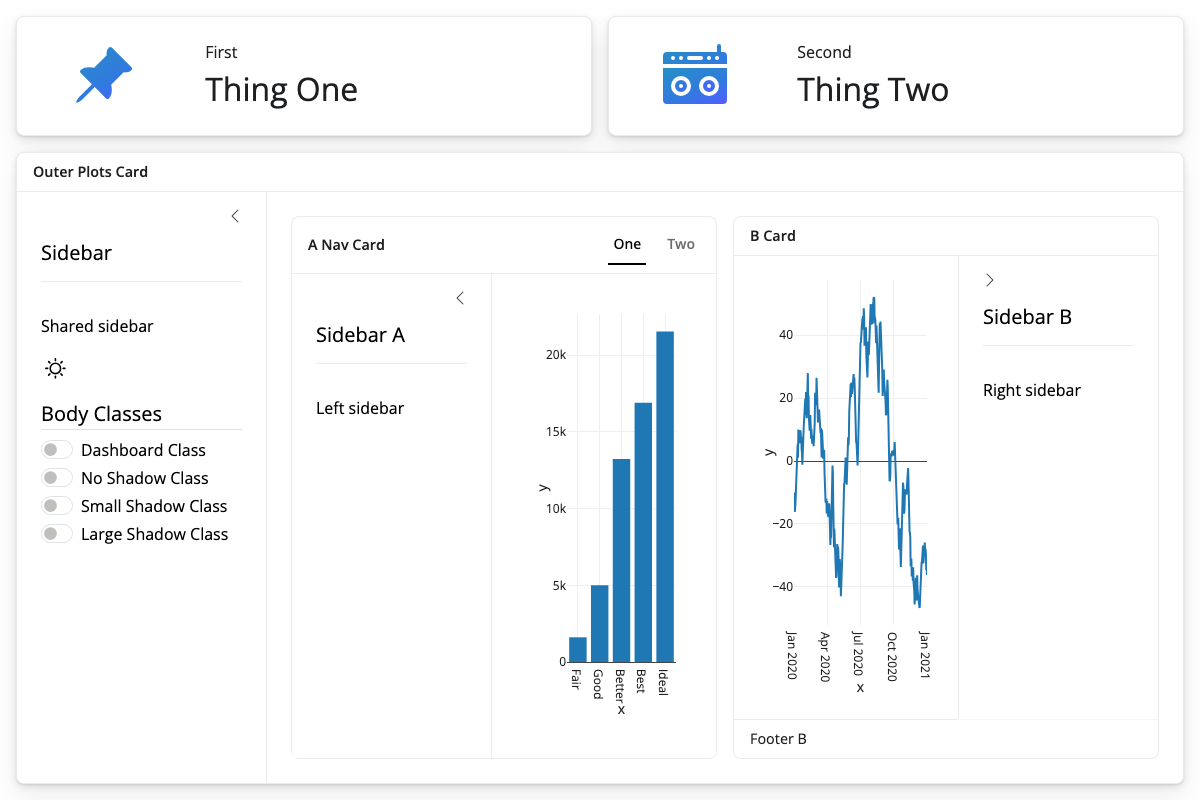 First
Thing One
Second
Thing Two
Outer Plots Card
Sidebar
Shared sidebar
Body Classes
Dashboard Class
No Shadow Class
Small Shadow Class
Large Shadow Class
A Nav Card
One
Two
Sidebar A
Left sidebar
20k
15k
10k
5k
0
y
Fair
Good
Better
Best
Ideal
x
B Card
40
20
0
−20
−40
y
Jan 2020
Apr 2020
Jul 2020
Oct 2020
Jan 2021
x
Sidebar B
Right sidebar
Footer B